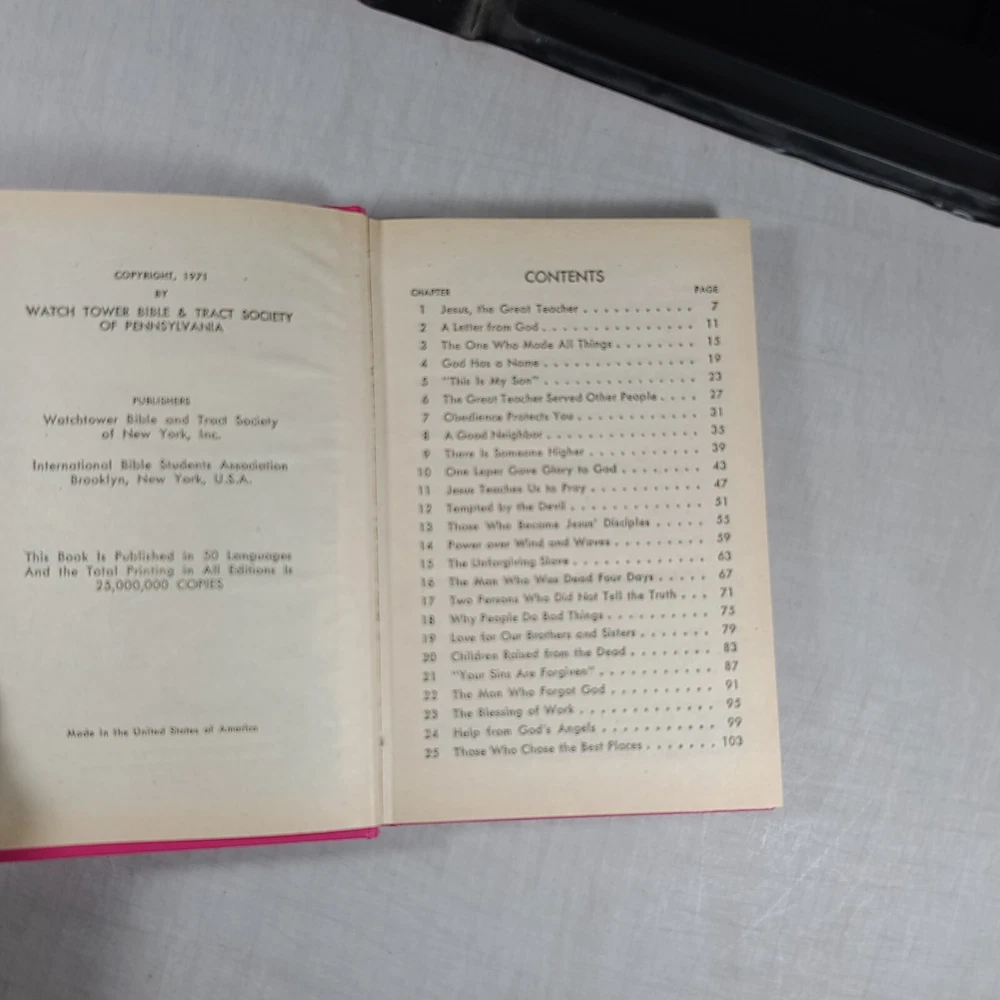 COPYRIGHT, 1971
BY
WATCH TOWER BIBLE & TRACT SOCIETY
OF PENNSYLVANIA
PUBLISHERS
Watchtower Bible and Tract Society
of New York, Inc.
International Bible Students Association
Brooklyn, New York, U.S.A.
This Book Is Published in 50 Languages
And the Total Printing in All Editions Is
25,000,000 COPIES
Made in the United States of America
CONTENTS
CHAPTER PAGE
1 Jesus, the Great Teacher . . . . . . . . . . 7
2 A Letter from God . . . . . . . . . . . . . . 11
3 The One Who Made All Things . . . . . . . 15
4 God Has a Name . . . . . . . . . . . . . . 19
5 "This Is My Son" . . . . . . . . . . . . . . 23
6 The Great Teacher Served Other People . . . . 27
7 Obedience Protects You . . . . . . . . . . . 31
8 A Good Neighbor . . . . . . . . . . . . . . 35
9 There Is Someone Higher . . . . . . . . . . 39
10 One Leper Gave Glory to God . . . . . . . 43
11 Jesus Teaches Us to Pray . . . . . . . . . . 47
12 Tempted by the Devil . . . . . . . . . . . . 51
13 Those Who Became Jesus' Disciples . . . . . 55
14 Power over Wind and Waves . . . . . . . . 59
15 The Unforgiving Slave . . . . . . . . . . . . 63
16 The Man Who Was Dead Four Days . . . . . 67
17 Two Persons Who Did Not Tell the Truth . . . 71
18 Why People Do Bad Things . . . . . . . . . 75
19 Love for Our Brothers and Sisters . . . . . . . 79
20 Children Raised from the Dead . . . . . . . 83
21 "Your Sins Are Forgiven" . . . . . . . . . . 87
22 The Man Who Forgot God . . . . . . . . . 91
23 The Blessing of Work . . . . . . . . . . . . 95
24 Help from God's Angels . . . . . . . . . . 99
25 Those Who Chose the Best Places . . . . . . . 103